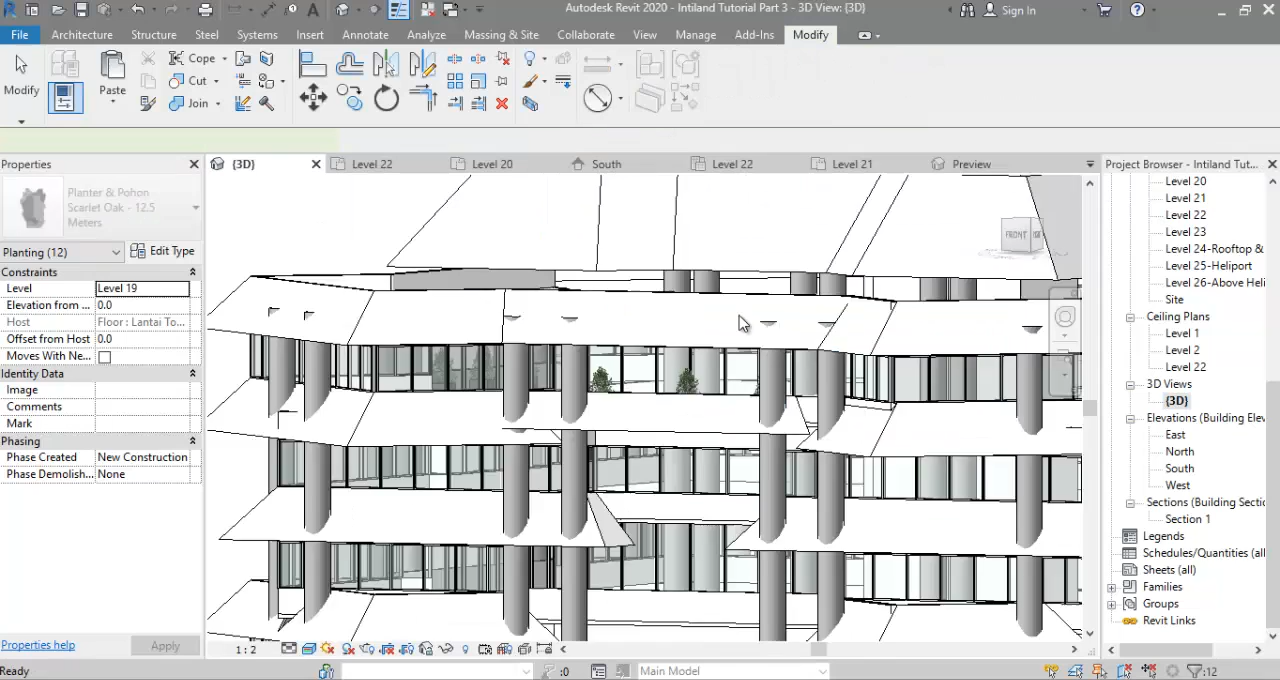 Autodesk Revit 2020 - Intiland Tutorial Part 3 - 3D View: {3D}
Sign In
File
Architecture
Structure
Steel
Systems
Insert
Annotate
Analyze
Massing & Site
Collaborate
View
Manage
Add-Ins
Modify
Modify
Paste
Cope
Cut
Join
Properties
{3D}
Level 22
Level 20
South
Level 22
Level 21
Preview
Project Browser - Intiland Tut...
Planter & Pohon
Scarlet Oak - 12.5
Meters
Planting (12)
Edit Type
Constraints
Level
Level 19
Elevation from ...
0.0
Host
Floor : Lantai To...
Offset from Host
0.0
Moves With Ne...
Identity Data
Image
Comments
Mark
Phasing
Phase Created
New Construction
Phase Demolish...
None
Properties help
Apply
FRONT
Level 20
Level 21
Level 22
Level 23
Level 24-Rooftop &
Level 25-Heliport
Level 26-Above Heli
Site
Ceiling Plans
Level 1
Level 2
Level 22
3D Views
{3D}
Elevations (Building Elev
East
North
South
West
Sections (Building Sectio
Section 1
Legends
Schedules/Quantities (all
Sheets (all)
Families
Groups
Revit Links
1 : 2
Ready
:0
Main Model
:12